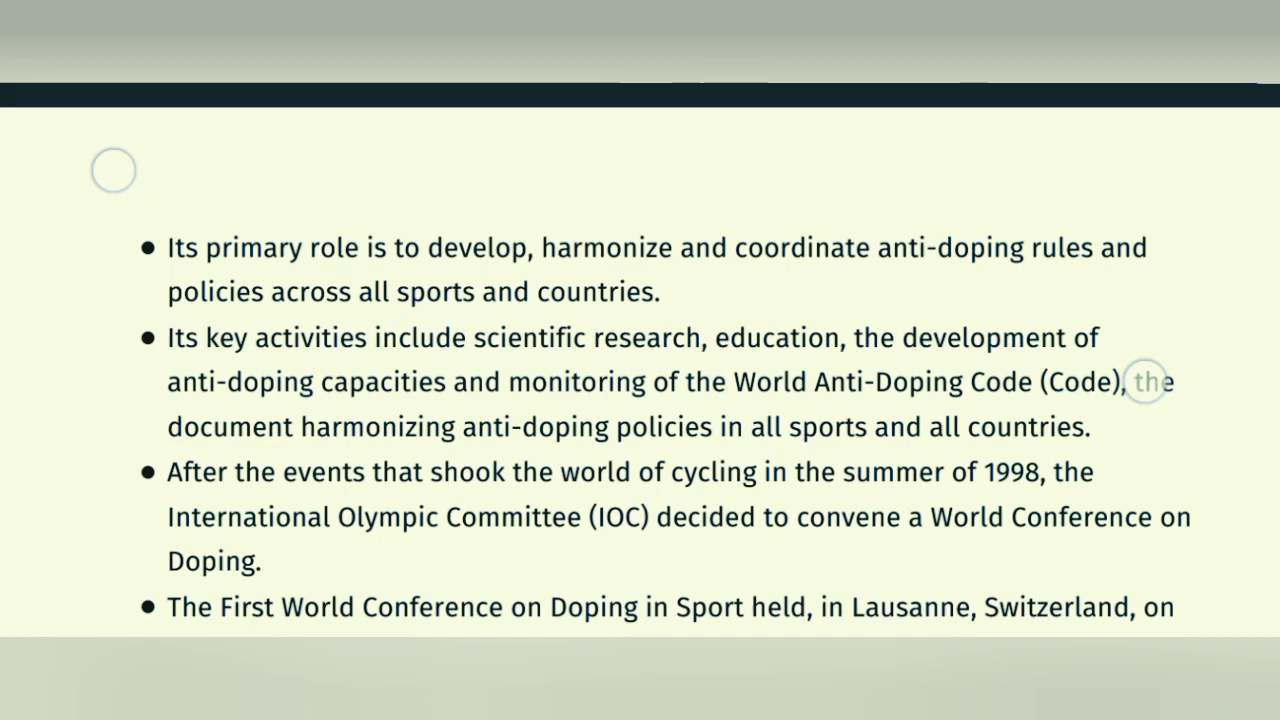 ● Its primary role is to develop, harmonize and coordinate anti-doping rules and
policies across all sports and countries.
● Its key activities include scientific research, education, the development of
anti-doping capacities and monitoring of the World Anti-Doping Code (Code), the
document harmonizing anti-doping policies in all sports and all countries.
● After the events that shook the world of cycling in the summer of 1998, the
International Olympic Committee (IOC) decided to convene a World Conference on
Doping.
● The First World Conference on Doping in Sport held, in Lausanne, Switzerland, on